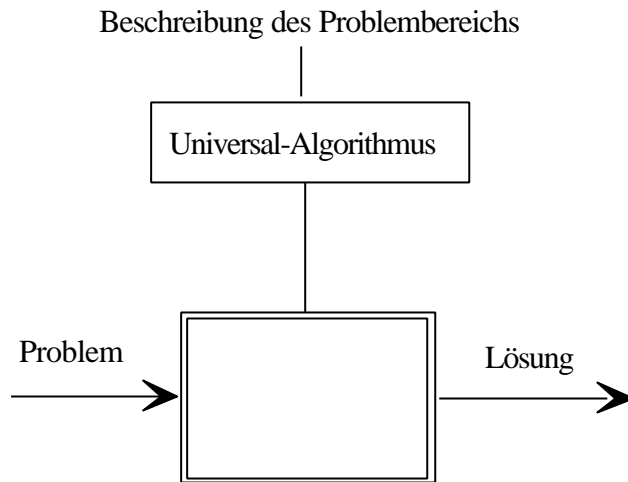 Beschreibung des Problembereichs
Universal-Algorithmus
Problem
Lösung